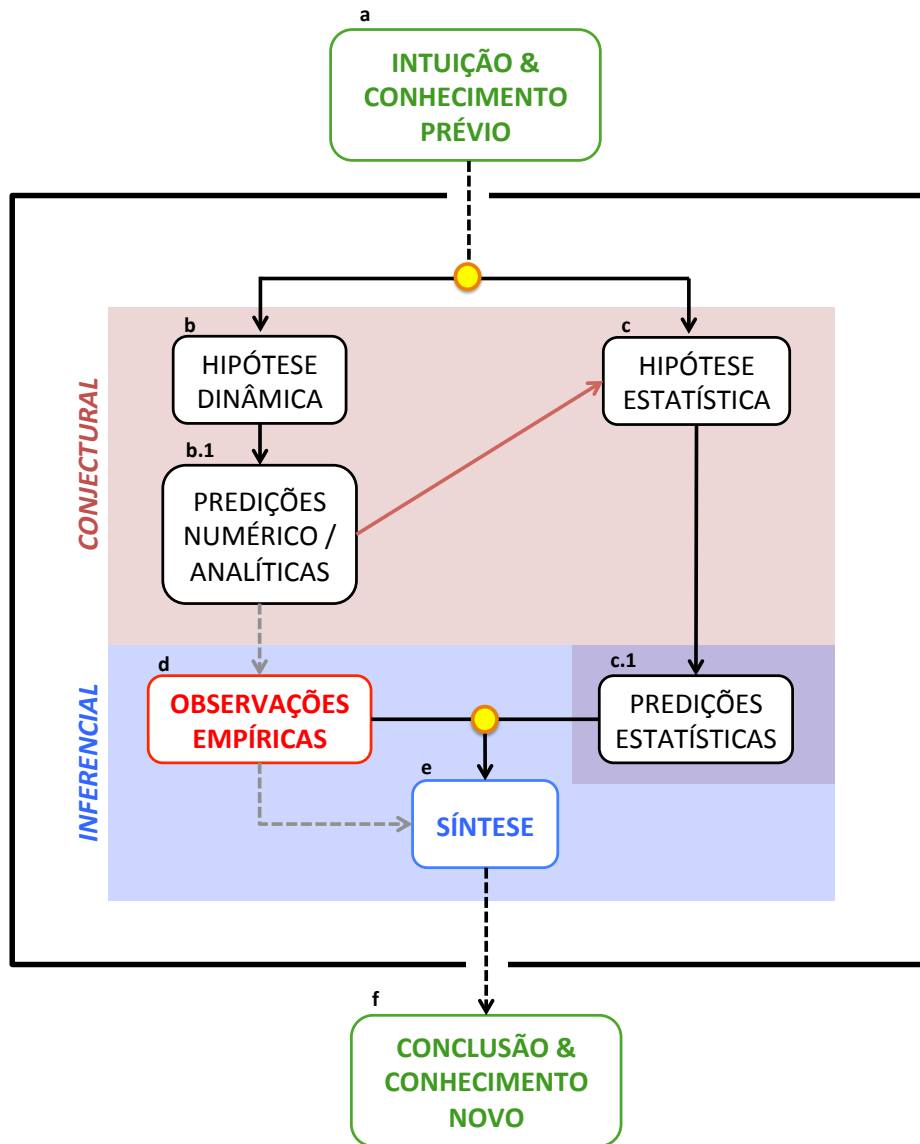 a
INTUIÇÃO &
CONHECIMENTO
PRÉVIO
CONJECTURAL
b
HIPÓTESE
DINÂMICA
c
HIPÓTESE
ESTATÍSTICA
b.1
PREDIÇÕES
NUMÉRICO /
ANALÍTICAS
INFERENCIAL
d
OBSERVAÇÕES
EMPÍRICAS
c.1
PREDIÇÕES
ESTATÍSTICAS
e
SÍNTESE
f
CONCLUSÃO &
CONHECIMENTO
NOVO